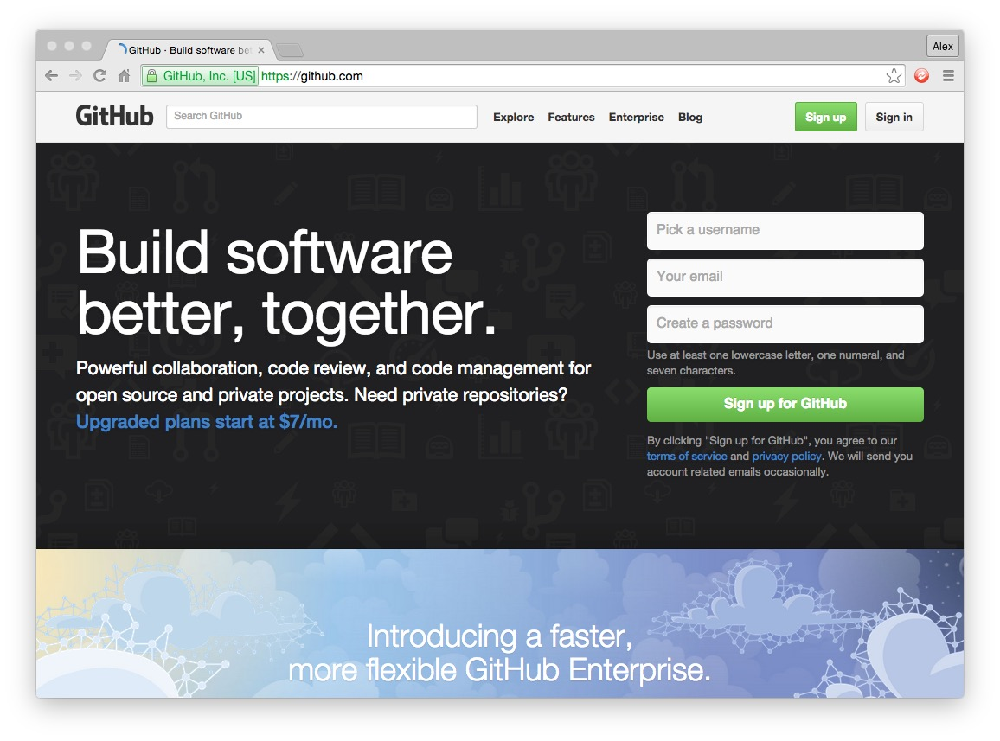 GitHub · Build software bet
Alex
GitHub, Inc. [US] https://github.com
GitHub
Search GitHub
Explore
Features
Enterprise
Blog
Sign up
Sign in
Build software
better, together.
Powerful collaboration, code review, and code management for
open source and private projects. Need private repositories?
Upgraded plans start at $7/mo.
Pick a username
Your email
Create a password
Use at least one lowercase letter, one numeral, and
seven characters.
Sign up for GitHub
By clicking "Sign up for GitHub", you agree to our
terms of service and privacy policy. We will send you
account related emails occasionally.
Introducing a faster,
more flexible GitHub Enterprise.